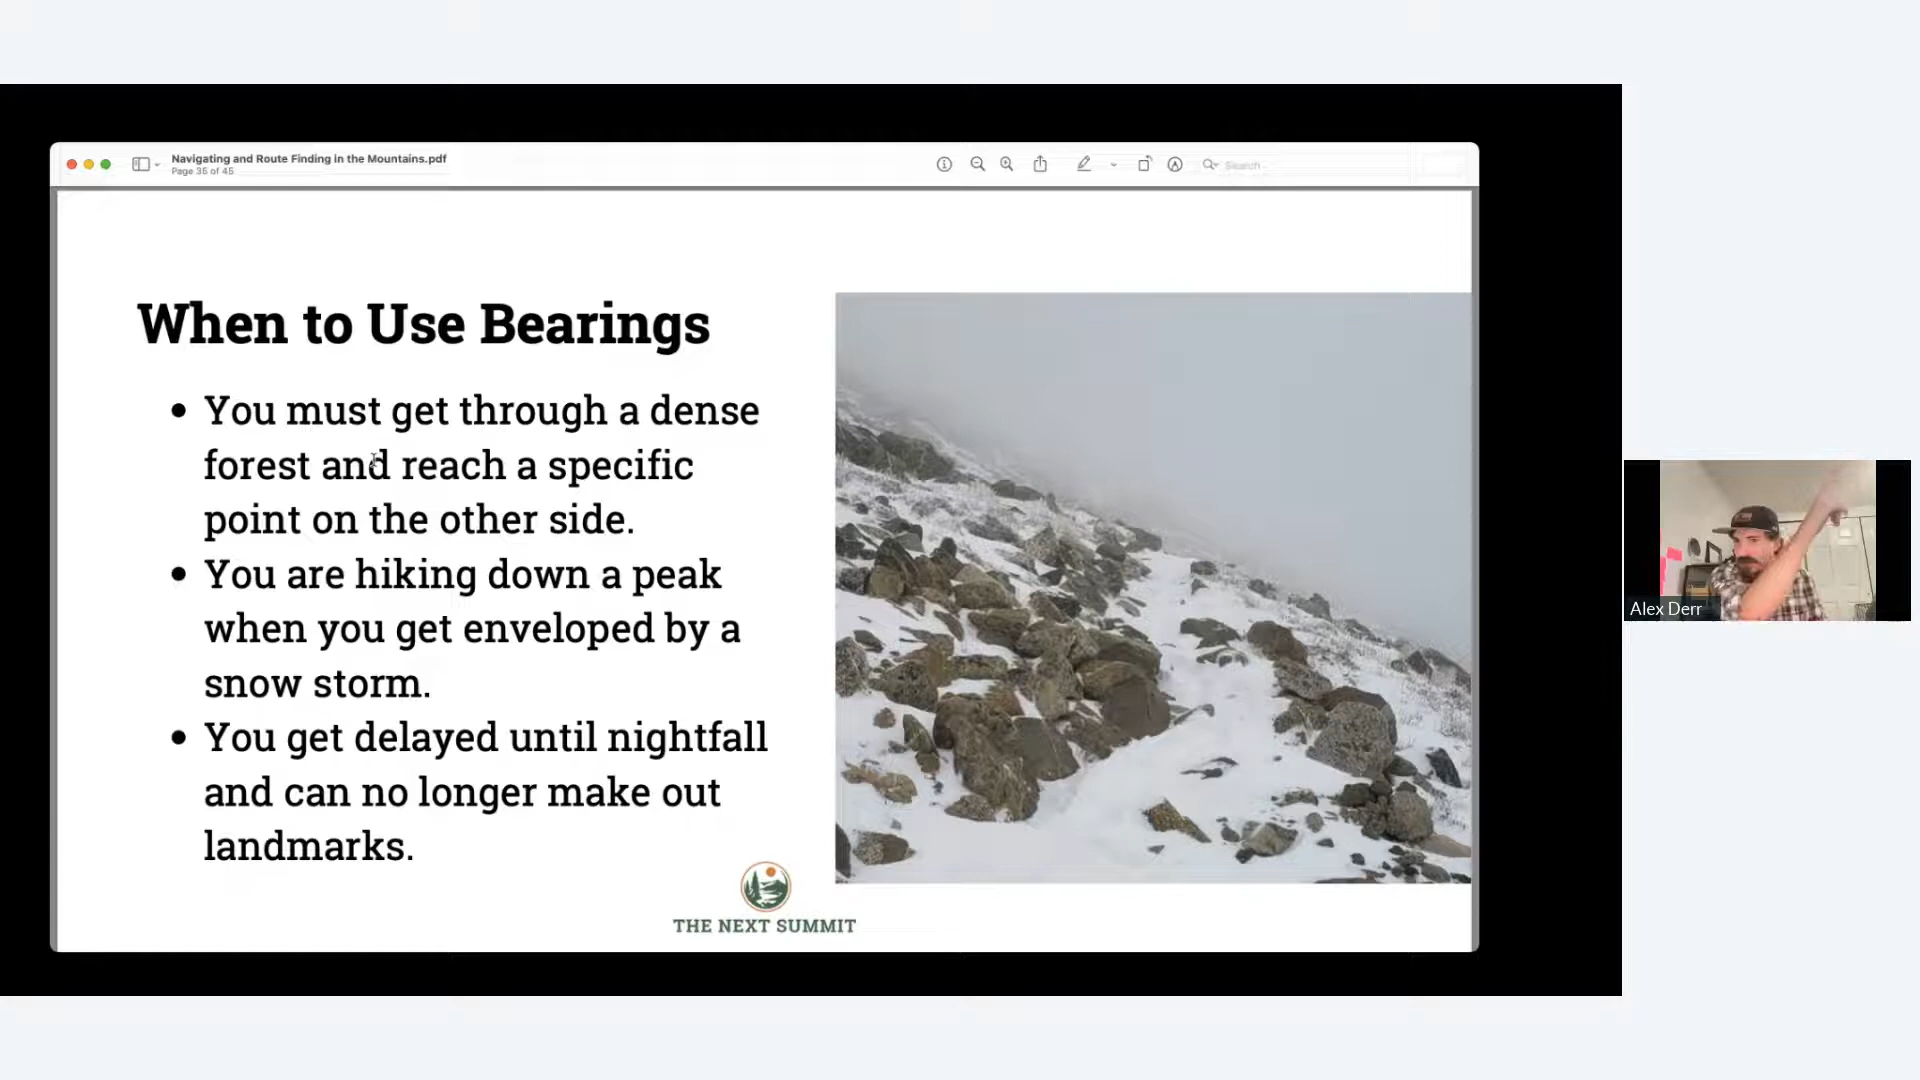 Navigating and Route Finding in the Mountains.pdf
Page 35 of 45
Search
When to Use Bearings
• You must get through a dense
forest and reach a specific
point on the other side.
• You are hiking down a peak
when you get enveloped by a
snow storm.
• You get delayed until nightfall
and can no longer make out
landmarks.
THE NEXT SUMMIT
Alex Derr